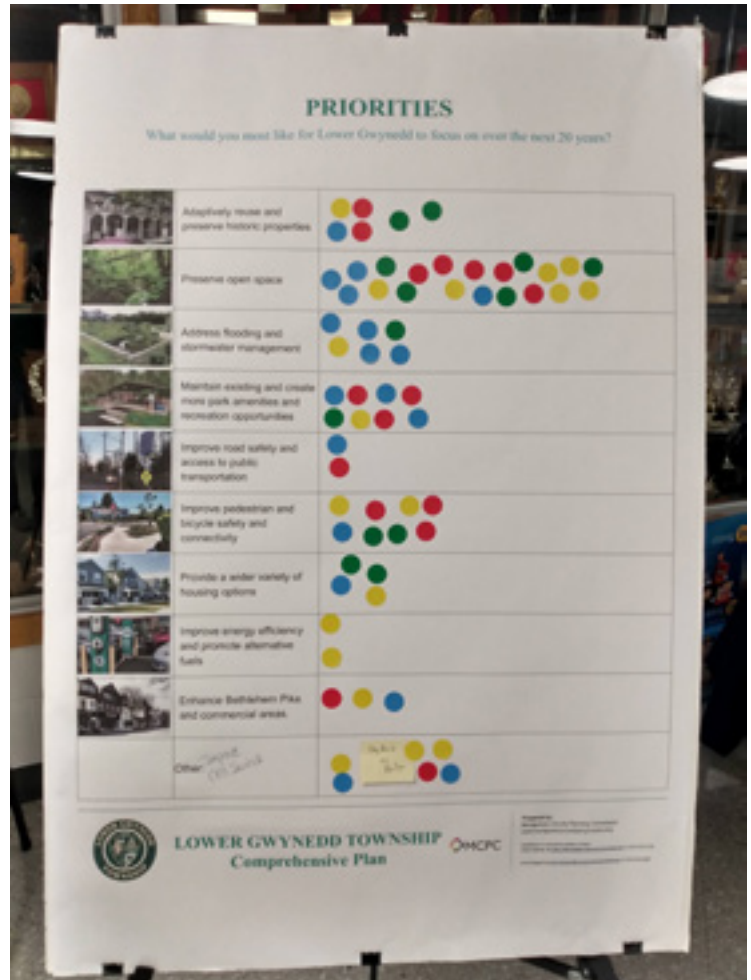 PRIORITIES
What would you most like for Lower Gwynedd to focus on over the next 20 years?
Adaptively reuse and
preserve historic properties
Preserve open space
Address flooding and
stormwater management
Maintain existing and create
more park amenities and
recreation opportunities
Improve road safety and
access to public
transportation
Improve pedestrian and
bicycle safety and
connectivity
Provide a wider variety of
housing options
Improve energy efficiency
and promote alternative
fuels
Enhance Bethlehem Pike
and commercial areas.
Other:
LOWER GWYNEDD TOWNSHIP
Comprehensive Plan
MCPC